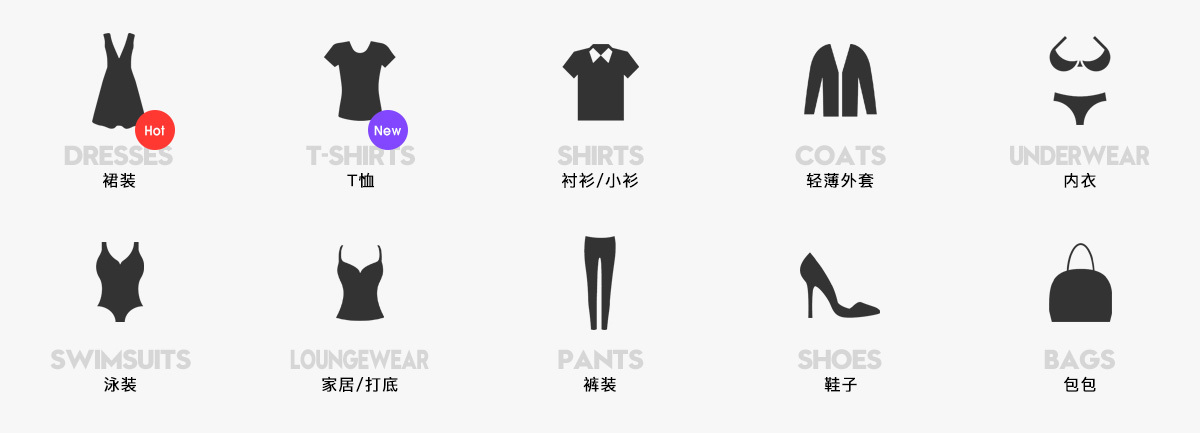 Hot
New
DRESSES
T-SHIRTS
SHIRTS
COATS
UNDERWEAR
裙装
T恤
衬衫/小衫
轻薄外套
内衣
SWIMSUITS
LOUNGEWEAR
PANTS
SHOES
BAGS
泳装
家居/打底
裤装
鞋子
包包